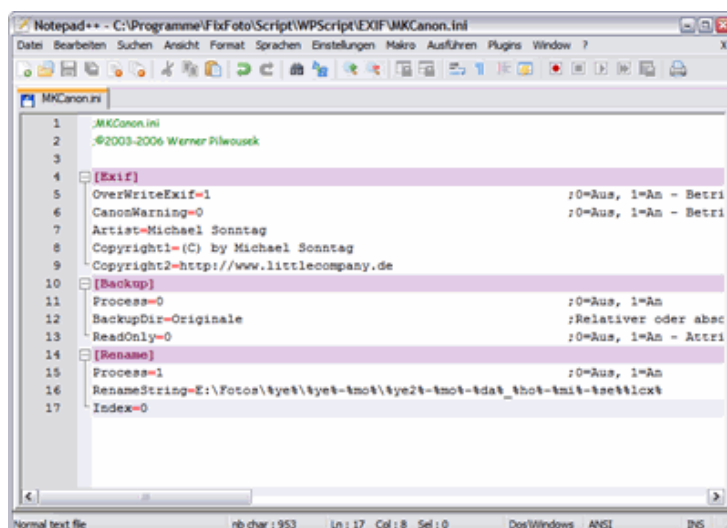 Notepad++ - C:\Programme\FixFoto\Script\WPScript\EXIF\MKCanon.ini
Datei Bearbeiten Suchen Ansicht Format Sprachen Einstellungen Makro Ausführen Plugins Window ? X
MKCanon.ini
1 ;MKCanon.ini
2 ;©2003-2006 Werner Pilwousek
3
4 [Exif]
5 OverWriteExif=1 ;0=Aus, 1=An - Betri
6 CanonWarning=0 ;0=Aus, 1=An - Betri
7 Artist=Michael Sonntag
8 Copyright1=(C) by Michael Sonntag
9 Copyright2=http://www.littlecompany.de
10 [Backup]
11 Process=0 ;0=Aus, 1=An
12 BackupDir=Originale ;Relativer oder absc
13 ReadOnly=0 ;0=Aus, 1=An - Attri
14 [Rename]
15 Process=1 ;0=Aus, 1=An
16 RenameString=E:\Fotos\%ye%\%ye%-%mo%\%ye2%-%mo%-%da%_%ho%-%mi%-%se%%lcx%
17 Index=0
Normal text file nb char : 953 Ln : 17 Col : 8 Sel : 0 Dos\Windows ANSI INS